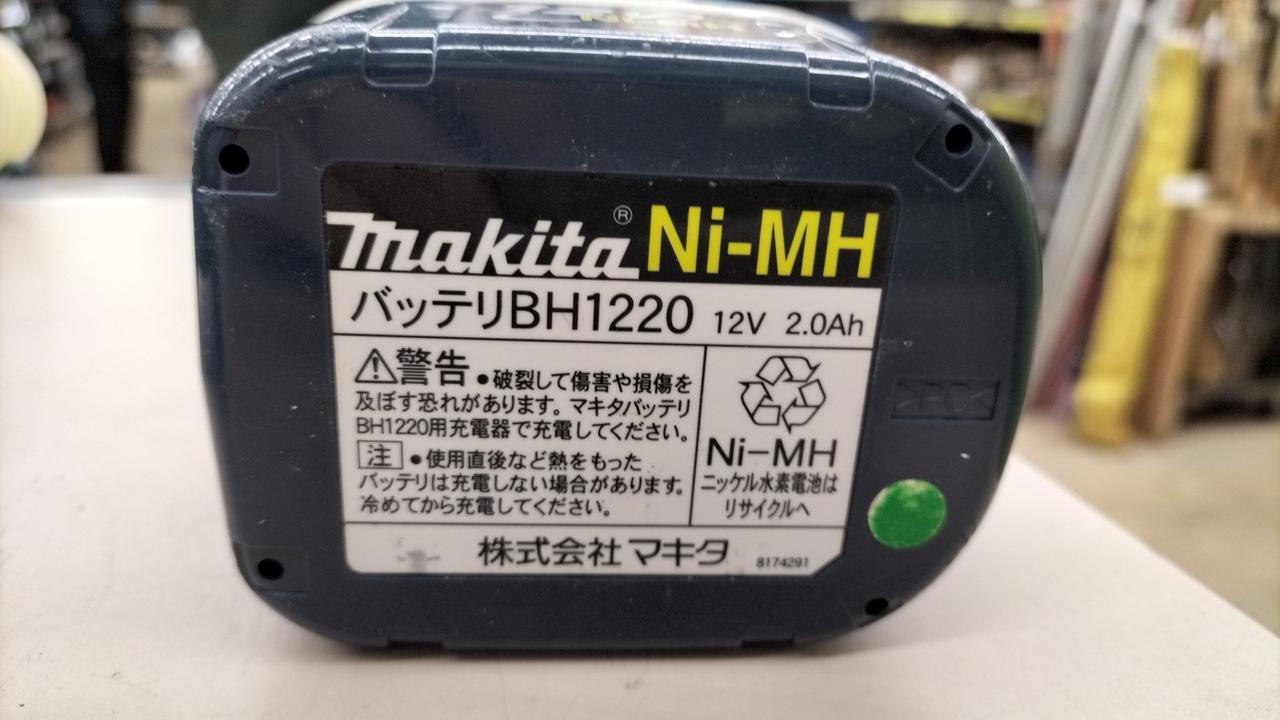 makita® Ni-MH
バッテリBH1220 12V 2.0Ah
⚠警告 ●破裂して傷害や損傷を
及ぼす恐れがあります。マキタバッテリ
BH1220用充電器で充電してください。
注 ●使用直後など熱をもった
バッテリは充電しない場合があります。
冷めてから充電してください。
Ni-MH
ニッケル水素電池は
リサイクルへ
株式会社 マキタ 8174291
>PC<